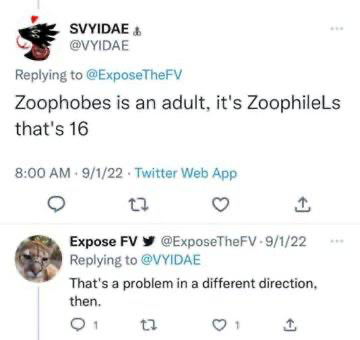 SVYIDAE
@VYIDAE
Replying to @ExposeTheFV
Zoophobes is an adult, it's ZoophileLs
that's 16
8:00 AM · 9/1/22 · Twitter Web App
Expose FV @ExposeTheFV · 9/1/22
Replying to @VYIDAE
That's a problem in a different direction,
then.
1 1